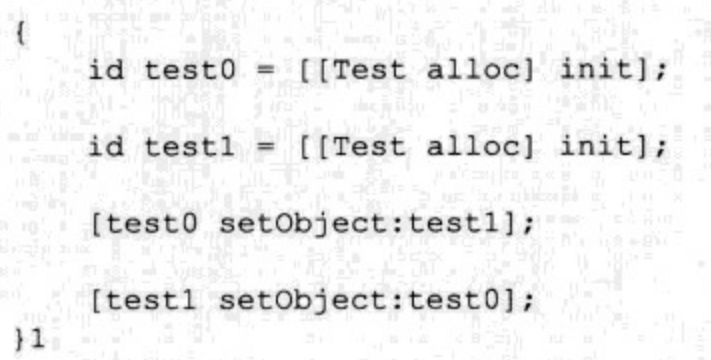 {
    id test0 = [[Test alloc] init];
    id test1 = [[Test alloc] init];
    [test0 setObject:test1];
    [test1 setObject:test0];
}1